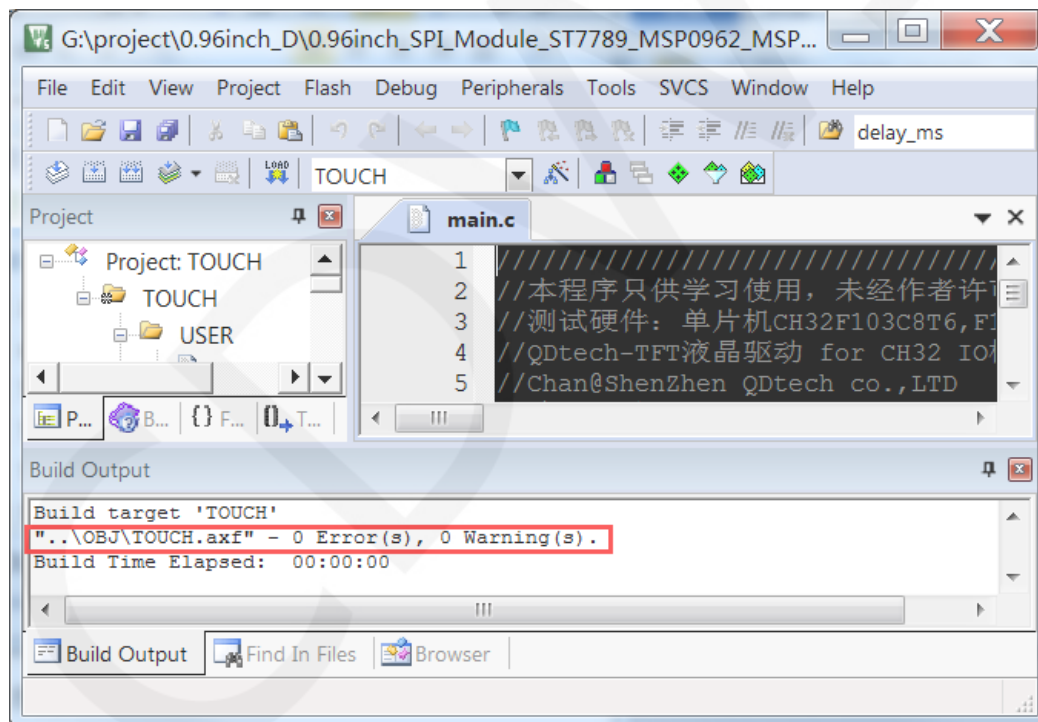 G:\project\0.96inch_D\0.96inch_SPI_Module_ST7789_MSP0962_MSP...
File Edit View Project Flash Debug Peripherals Tools SVCS Window Help
delay_ms
LOAD TOUCH
Project
main.c
Project: TOUCH
TOUCH
USER
1 /////////////////////////////////
2 //本程序只供学习使用，未经作者许
3 //测试硬件：单片机CH32F103C8T6,F1
4 //QDtech-TFT液晶驱动 for CH32 IO
5 //Chan@ShenZhen QDtech co.,LTD
P... B... {} F... 0 T...
Build Output
Build target 'TOUCH'
"..\OBJ\TOUCH.axf" - 0 Error(s), 0 Warning(s).
Build Time Elapsed: 00:00:00
Build Output Find In Files Browser